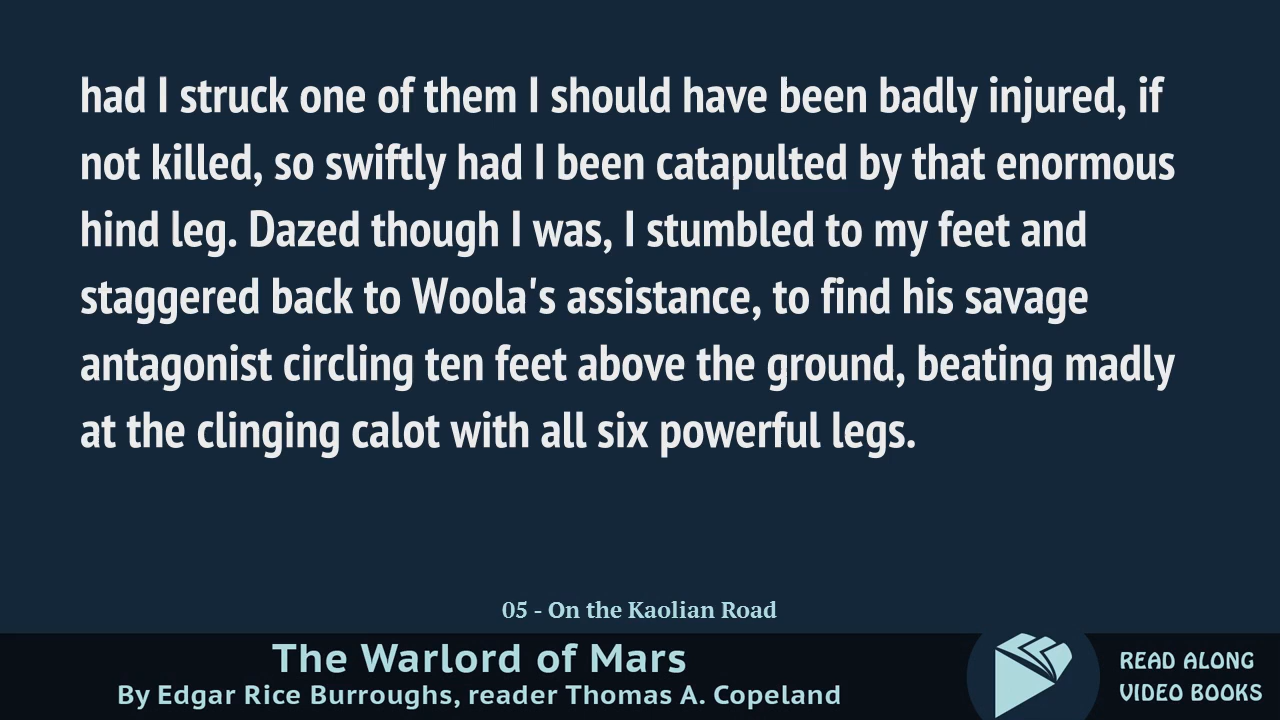 had I struck one of them I should have been badly injured, if
not killed, so swiftly had I been catapulted by that enormous
hind leg. Dazed though I was, I stumbled to my feet and
staggered back to Woola's assistance, to find his savage
antagonist circling ten feet above the ground, beating madly
at the clinging calot with all six powerful legs.
05 - On the Kaolian Road
The Warlord of Mars
By Edgar Rice Burroughs, reader Thomas A. Copeland
READ ALONG
VIDEO BOOKS